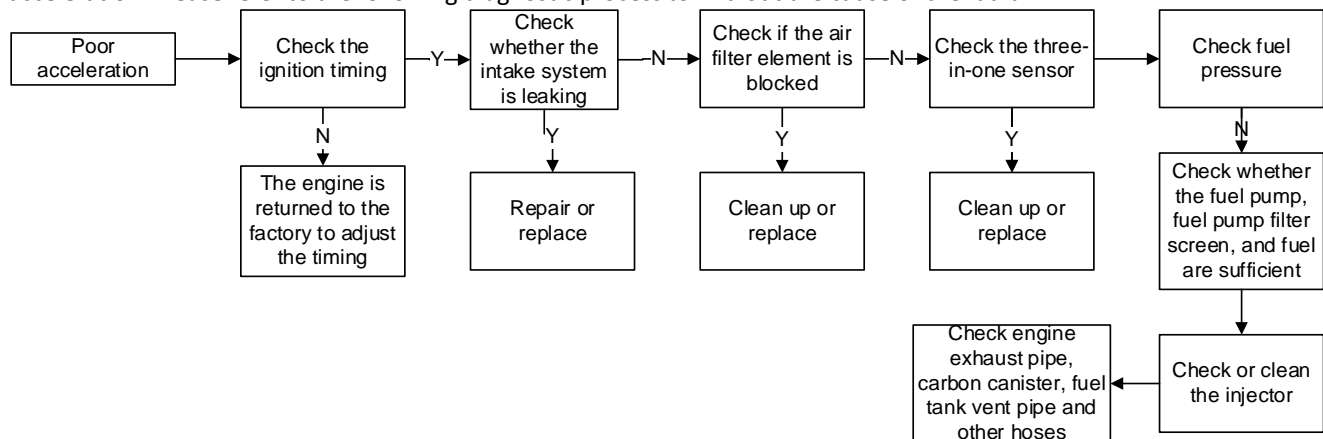 Poor
acceleration
Check the
ignition timing
Y
Check
whether the
intake system
is leaking
N
Check if the air
filter element is
blocked
N
Check the three-
in-one sensor
Check fuel
pressure
N
The engine is
returned to the
factory to adjust
the timing
Y
Repair or
replace
Y
Clean up or
replace
Y
Clean up or
replace
N
Check whether
the fuel pump,
fuel pump filter
screen, and fuel
are sufficient
Check or clean
the injector
Check engine
exhaust pipe,
carbon canister, fuel
tank vent pipe and
other hoses